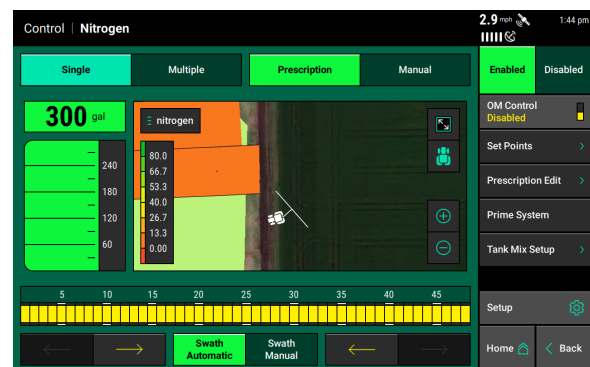 Control | Nitrogen
2.9 mph
1:44 pm
Single
Multiple
Prescription
Manual
Enabled
Disabled
OM Control
Disabled
300 gal
nitrogen
240
180
120
60
80.0
66.7
53.3
40.0
26.7
13.3
0.00
Set Points
Prescription Edit
Prime System
Tank Mix Setup
5 10 15 20 25 30 35 40 45
Setup
Swath
Automatic
Swath
Manual
Home
Back